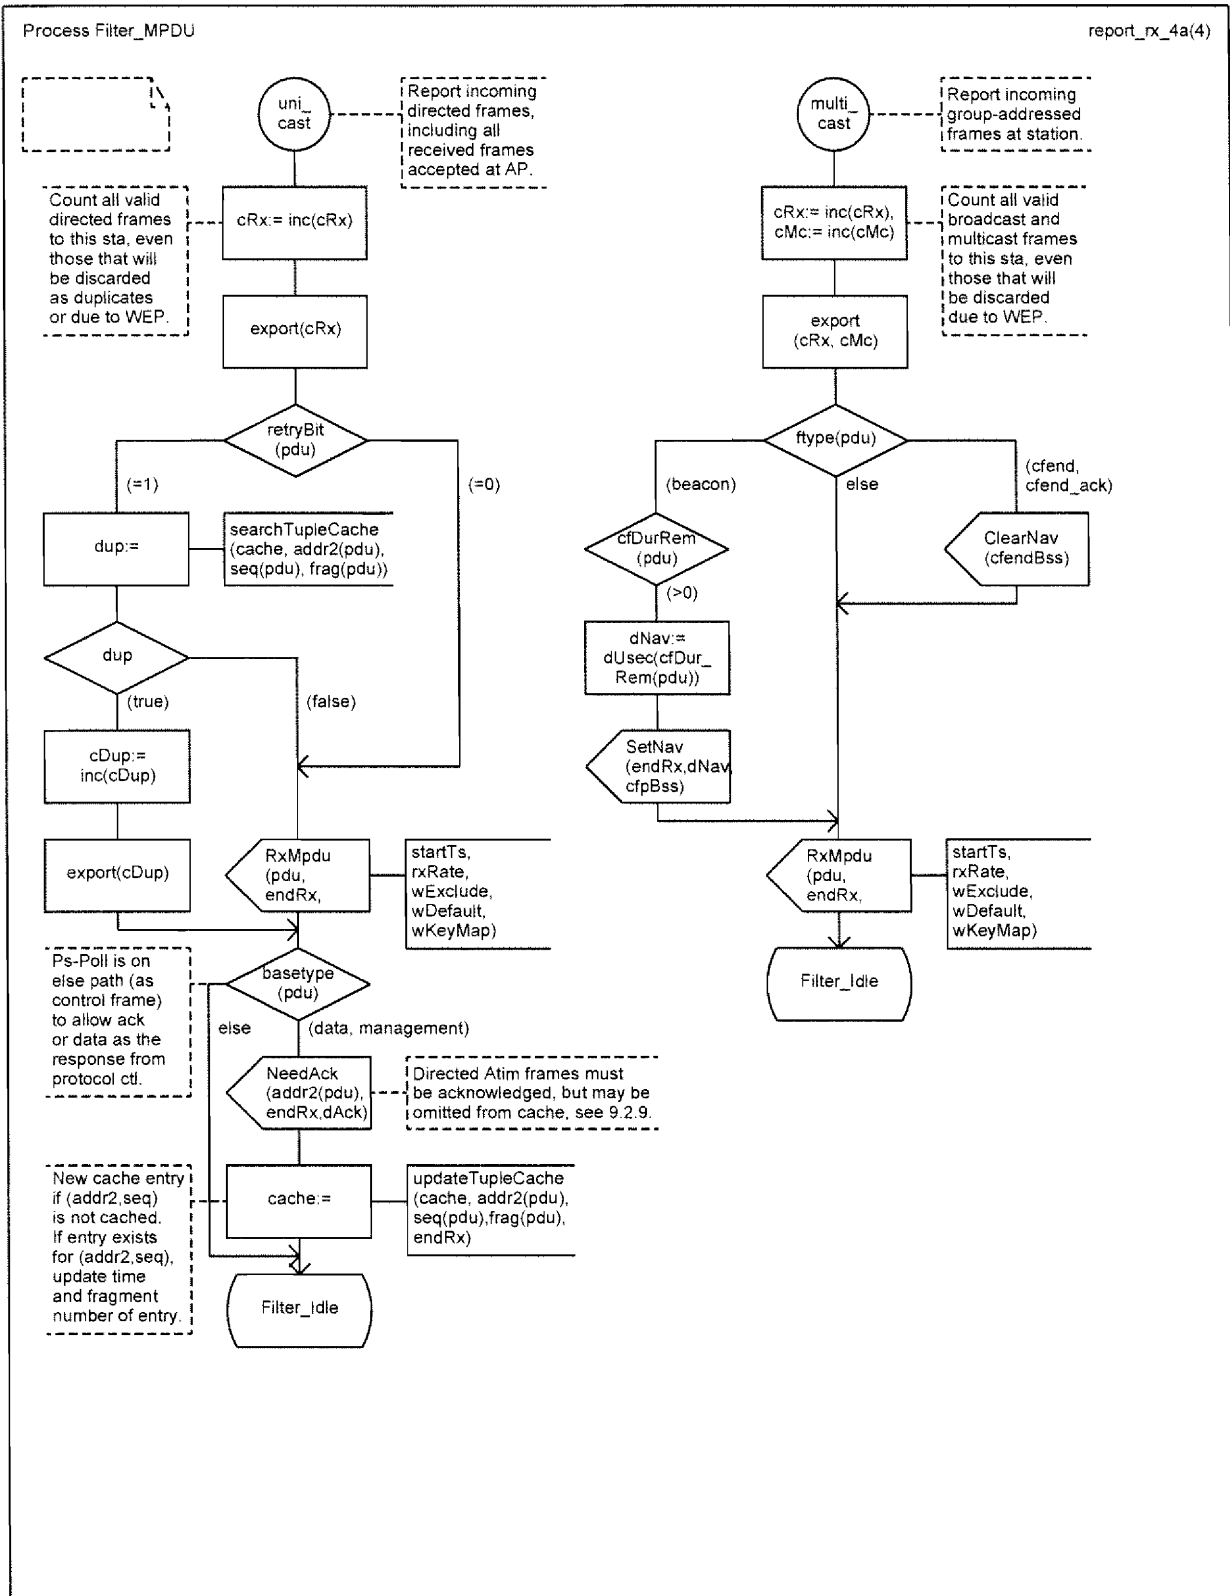 Process Filter_MPDU
report_rx_4a(4)
uni_
cast
Report incoming
directed frames,
including all
received frames
accepted at AP.
Count all valid
directed frames
to this sta, even
those that will
be discarded
as duplicates
or due to WEP.
cRx:= inc(cRx)
export(cRx)
retryBit
(pdu)
(=1)
(=0)
dup:=
searchTupleCache
(cache, addr2(pdu),
seq(pdu), frag(pdu))
dup
(true)
(false)
cDup:=
inc(cDup)
export(cDup)
RxMpdu
(pdu,
endRx,
startTs,
rxRate,
wExclude,
wDefault,
wKeyMap)
Ps-Poll is on
else path (as
control frame)
to allow ack
or data as the
response from
protocol ctl.
basetype
(pdu)
else
(data, management)
NeedAck
(addr2(pdu),
endRx,dAck)
Directed Atim frames must
be acknowledged, but may be
omitted from cache, see 9.2.9.
New cache entry
if (addr2,seq)
is not cached.
If entry exists
for (addr2,seq),
update time
and fragment
number of entry.
cache:=
updateTupleCache
(cache, addr2(pdu),
seq(pdu),frag(pdu),
endRx)
Filter_Idle
multi_
cast
Report incoming
group-addressed
frames at station.
cRx:= inc(cRx),
cMc:= inc(cMc)
Count all valid
broadcast and
multicast frames
to this sta, even
those that will
be discarded
due to WEP.
export
(cRx, cMc)
ftype(pdu)
(beacon)
else
(cfend,
cfend_ack)
cfDurRem
(pdu)
(>0)
ClearNav
(cfendBss)
dNav:=
dUsec(cfDur_
Rem(pdu))
SetNav
(endRx,dNav,
cfpBss)
RxMpdu
(pdu,
endRx,
startTs,
rxRate,
wExclude,
wDefault,
wKeyMap)
Filter_Idle